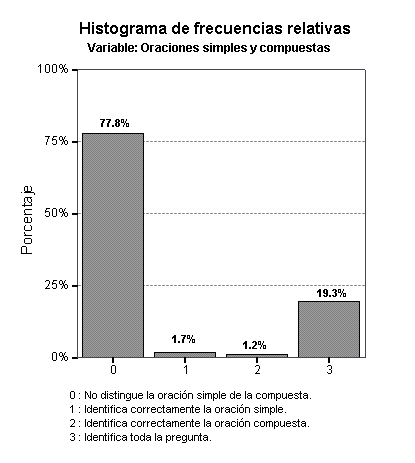 Histograma de frecuencias relativas
Variable: Oraciones simples y compuestas
100%
75%
50%
25%
0%
Porcentaje
77.8%
1.7%
1.2%
19.3%
0 1 2 3
0 : No distingue la oración simple de la compuesta.
1 : Identifica correctamente la oración simple.
2 : Identifica correctamente la oración compuesta.
3 : Identifica toda la pregunta.